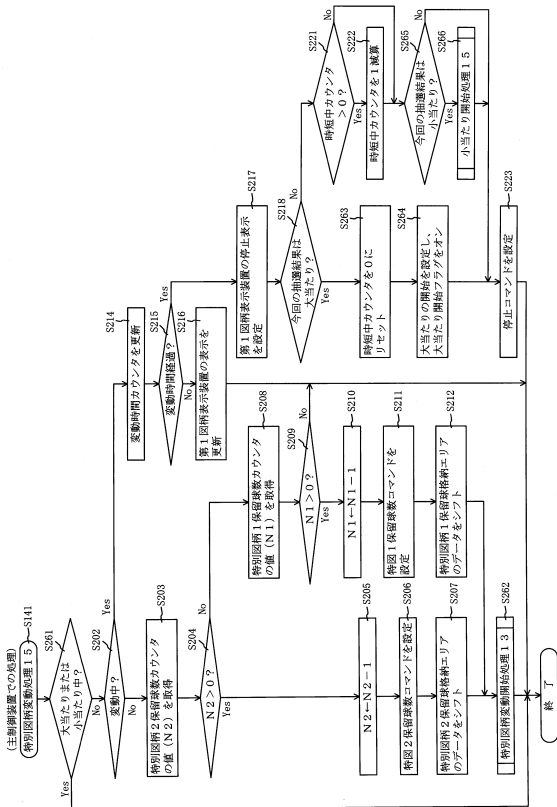 (主制御装置での処理)
特別図柄変動処理15
S141
大当たりまたは
小当たり中?
S261
Yes
No
変動中?
S202
Yes
No
特別図柄2保留球数カウンタ
の値(N2)を取得
S203
N2>0?
S204
No
Yes
N2←N2-1
S205
特図2保留球数コマンドを設定
S206
特別図柄2保留球格納エリア
のデータをシフト
S207
特別図柄1保留球数カウンタ
の値(N1)を取得
S208
N1>0?
S209
No
Yes
N1←N1-1
S210
特図1保留球数コマンドを
設定
S211
特別図柄1保留球格納エリア
のデータをシフト
S212
特別図柄変動開始処理13
S262
変動時間カウンタを更新
S214
変動時間経過?
S215
Yes
No
第1図柄表示装置の表示を
更新
S216
第1図柄表示装置の停止表示
を設定
S217
今回の抽選結果は
大当たり?
S218
No
Yes
時短中カウンタを0に
リセット
S263
大当たりの開始を設定し、
大当たり開始フラグをオン
S264
時短中カウンタ
>0?
S221
No
Yes
時短中カウンタを1減算
S222
今回の抽選結果は
小当たり?
S265
No
Yes
小当たり開始処理15
S266
停止コマンドを設定
S223
終了